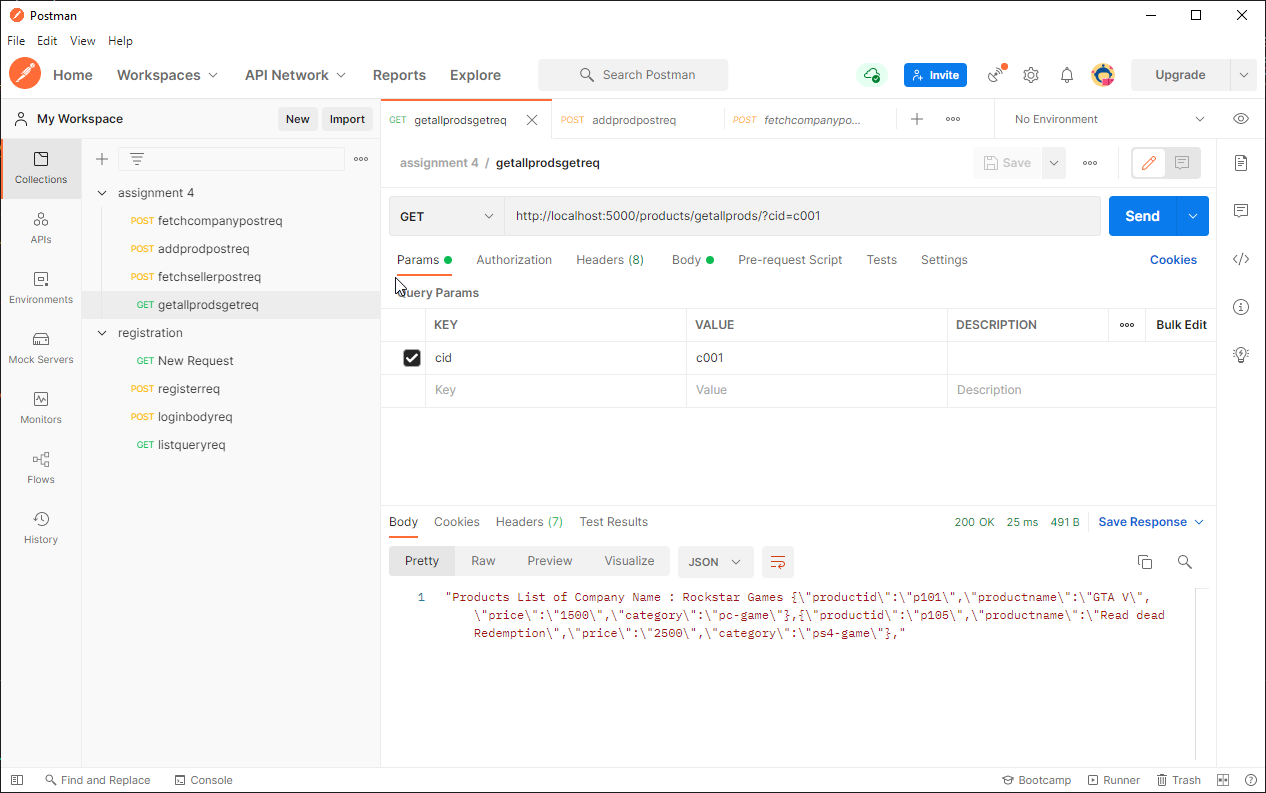 Postman
File Edit View Help
Home Workspaces API Network Reports Explore Search Postman Invite Upgrade
My Workspace New Import
GET getallprodsgetreq POST addprodpostreq POST fetchcompanypo... No Environment
Collections
APIs
Environments
Mock Servers
Monitors
Flows
History
assignment 4
POST fetchcompanypostreq
POST addprodpostreq
POST fetchsellerpostreq
GET getallprodsgetreq
registration
GET New Request
POST registerreq
POST loginbodyreq
GET listqueryreq
assignment 4 / getallprodsgetreq Save
GET http://localhost:5000/products/getallprods/?cid=c001 Send
Params Authorization Headers (8) Body Pre-request Script Tests Settings Cookies
Query Params
KEY VALUE DESCRIPTION Bulk Edit
cid c001
Key Value Description
Body Cookies Headers (7) Test Results 200 OK 25 ms 491 B Save Response
Pretty Raw Preview Visualize JSON
1 "Products List of Company Name : Rockstar Games {\"productid\":\"p101\",\"productname\":\"GTA V\",
\"price\":\"1500\",\"category\":\"pc-game\"},{\"productid\":\"p105\",\"productname\":\"Read dead
Redemption\",\"price\":\"2500\",\"category\":\"ps4-game\"},"
Find and Replace Console Bootcamp Runner Trash